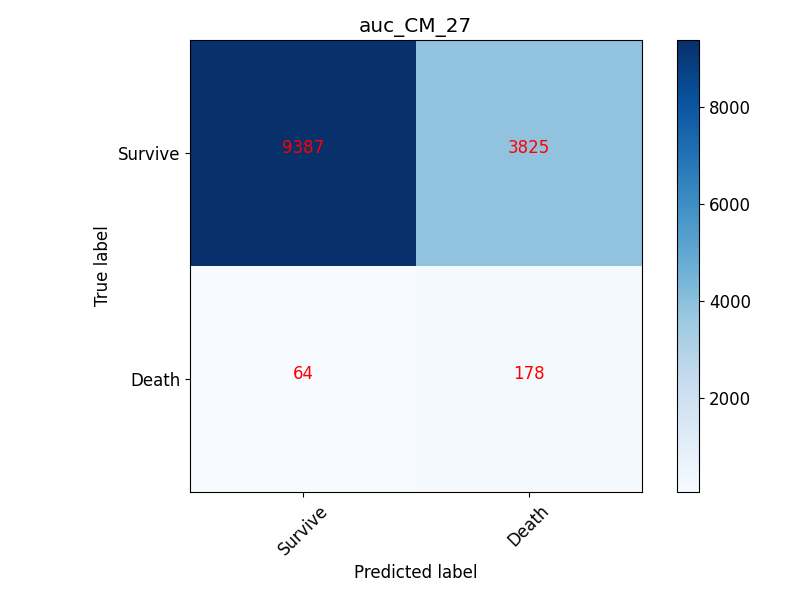 auc_CM_27
Survive
9387
3825
8000
6000
True label
4000
Death
64
178
2000
Survive
Death
Predicted label